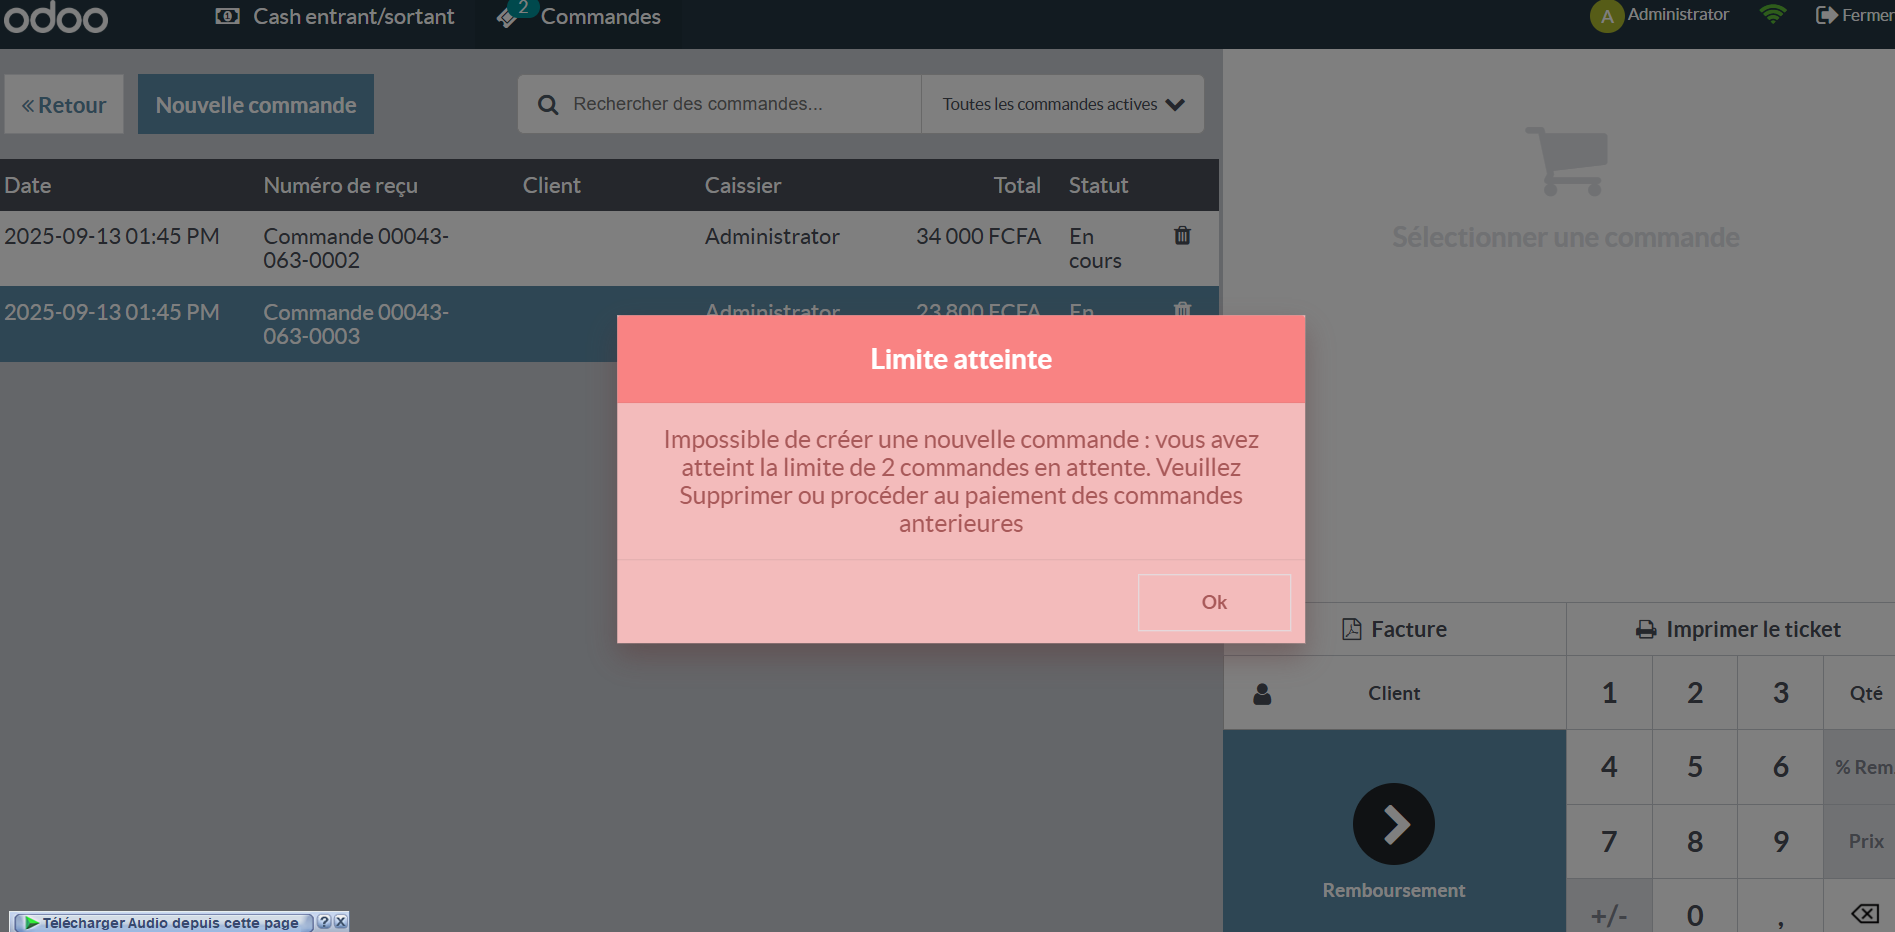 odoo
Cash entrant/sortant
2
Commandes
A
Administrator
Fermer
Retour
Nouvelle commande
Rechercher des commandes...
Toutes les commandes actives
Date Numéro de reçu Client Caissier Total Statut
2025-09-13 01:45 PM Commande 00043-063-0002 Administrator 34 000 FCFA En cours
2025-09-13 01:45 PM Commande 00043-063-0003 Administrator 23 800 FCFA En
Sélectionner une commande
Limite atteinte
Impossible de créer une nouvelle commande : vous avez
atteint la limite de 2 commandes en attente. Veuillez
Supprimer ou procéder au paiement des commandes
anterieures
Ok
Facture
Imprimer le ticket
Client
Remboursement
1 2 3 Qté
4 5 6 % Rem
7 8 9 Prix
+/- 0 ,
Télécharger Audio depuis cette page ? X